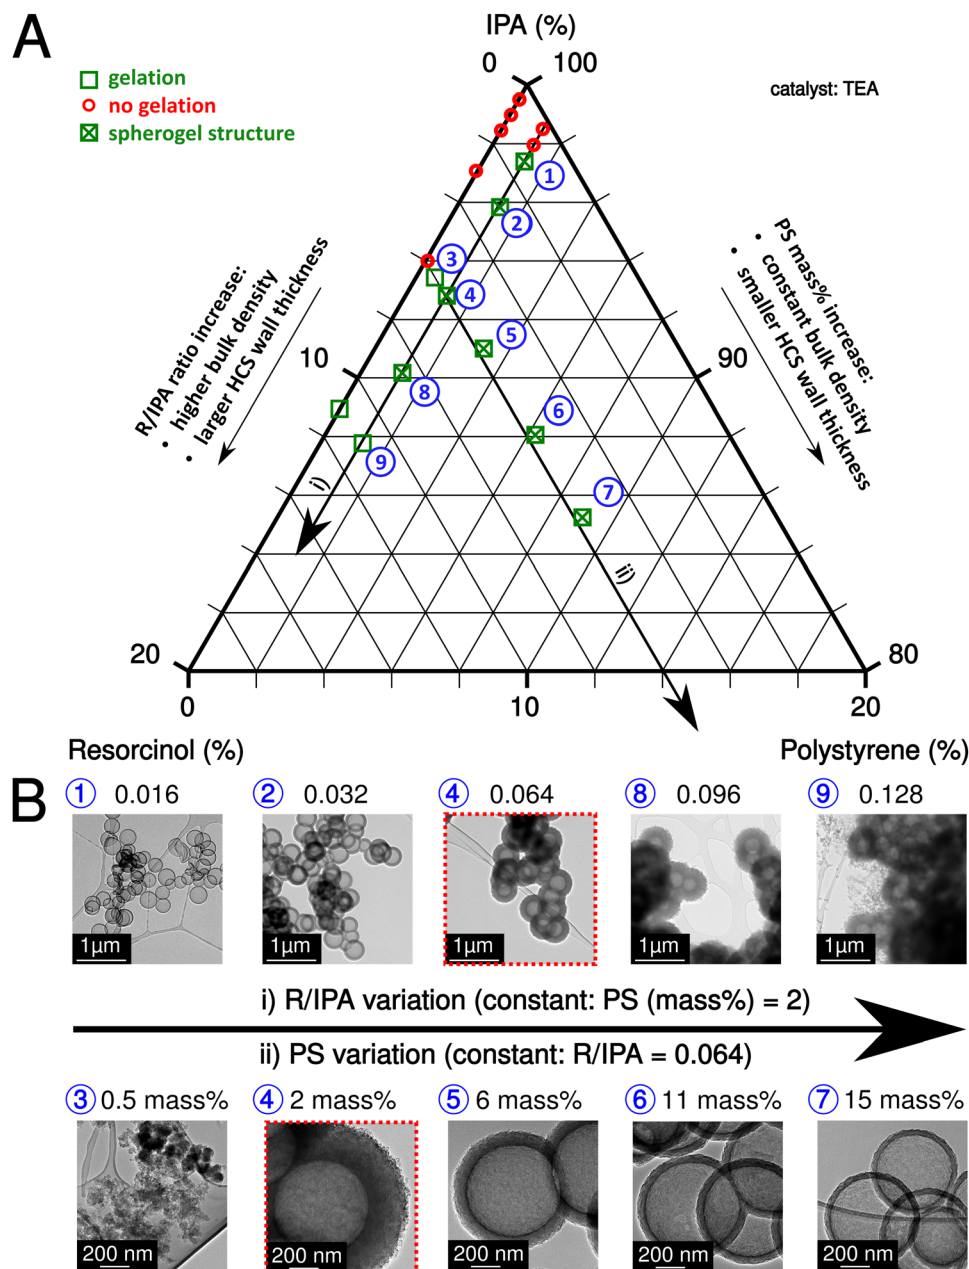 A
IPA (%)
0
100
gelation
no gelation
spherogel structure
catalyst: TEA
1
2
3
4
5
6
7
8
9
R/IPA ratio increase:
• higher bulk density
• larger HCS wall thickness
PS mass% increase:
• constant bulk density
• smaller HCS wall thickness
10
90
i)
ii)
20
80
0
10
20
Resorcinol (%)
Polystyrene (%)
B
1 0.016
2 0.032
4 0.064
8 0.096
9 0.128
1µm
1µm
1µm
1µm
1µm
i) R/IPA variation (constant: PS (mass%) = 2)
ii) PS variation (constant: R/IPA = 0.064)
3 0.5 mass%
4 2 mass%
5 6 mass%
6 11 mass%
7 15 mass%
200 nm
200 nm
200 nm
200 nm
200 nm